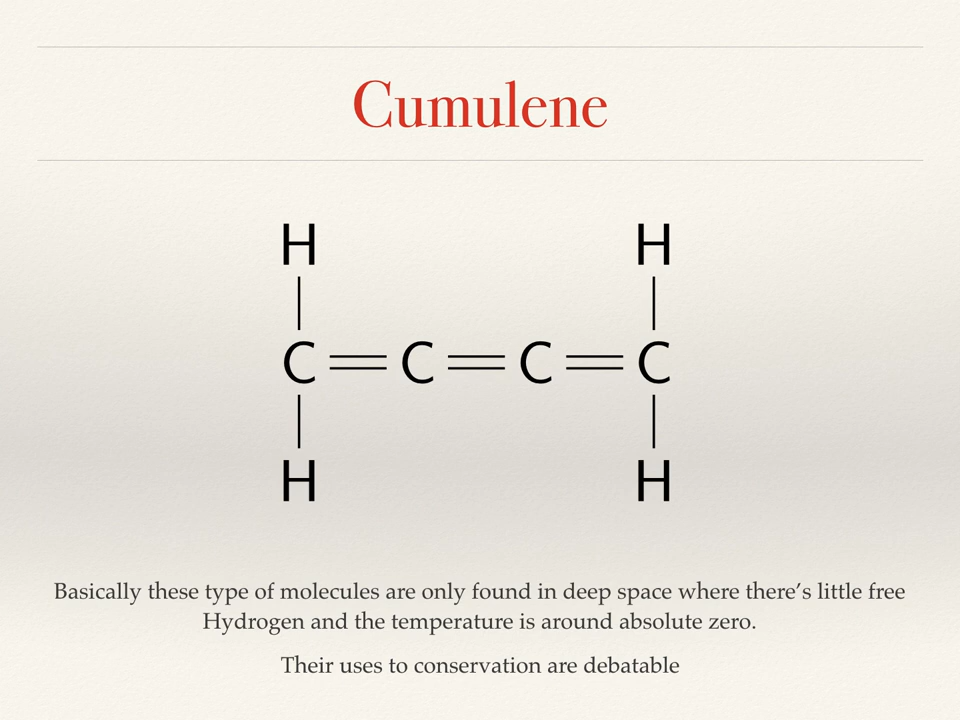 Cumulene
H H
C C C C
H H
Basically these type of molecules are only found in deep space where there’s little free
Hydrogen and the temperature is around absolute zero.
Their uses to conservation are debatable